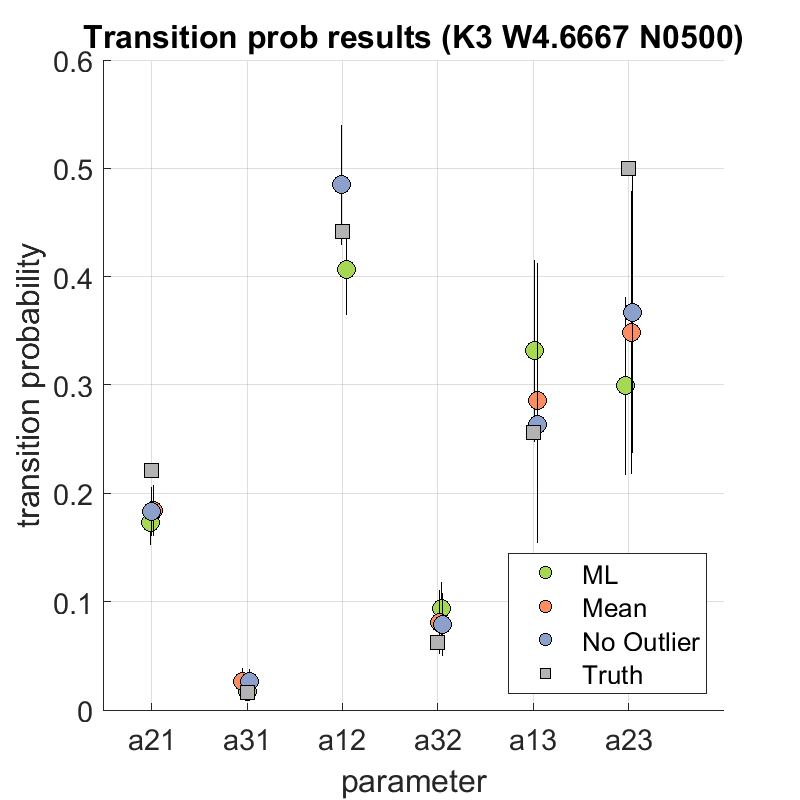 Transition prob results (K3 W4.6667 N0500)
0.6
0.5
0.4
0.3
0.2
0.1
0
transition probability
ML
Mean
No Outlier
Truth
a21 a31 a12 a32 a13 a23
parameter